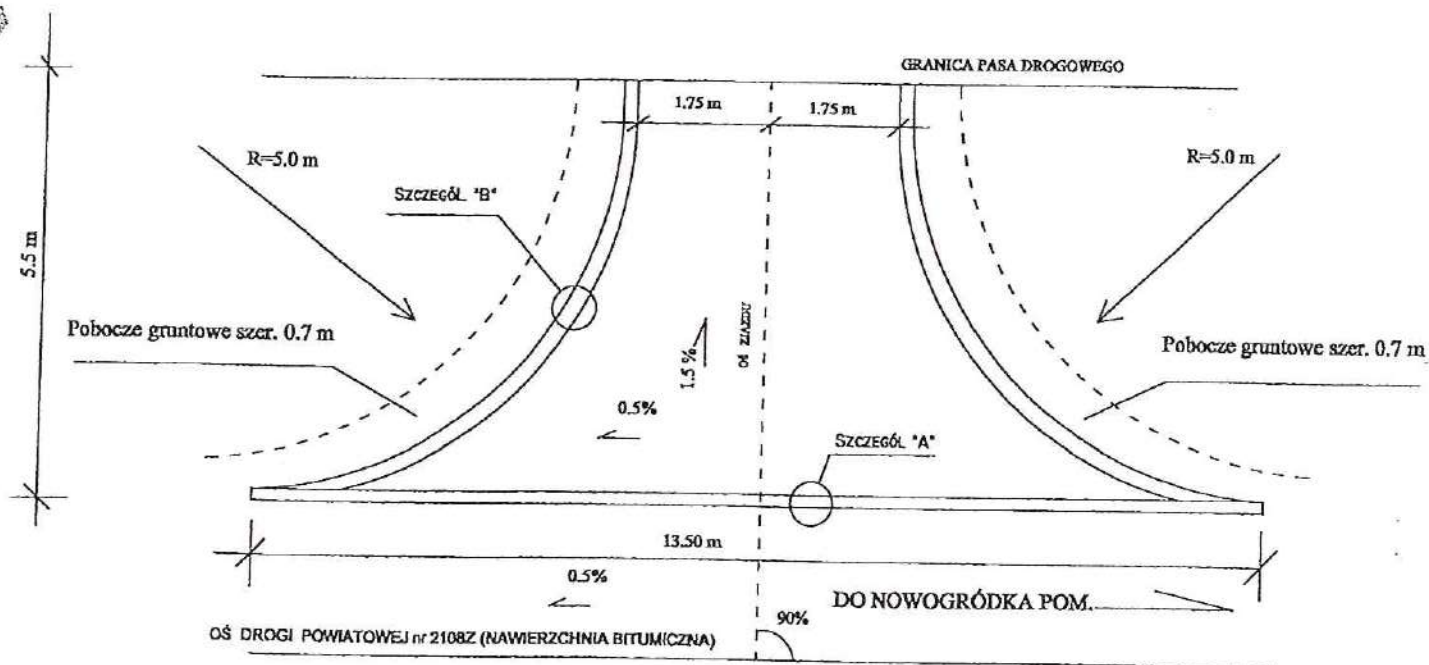 GRANICA PASA DROGOWEGO
1.75 m
1.75 m
R=5.0 m
R=5.0 m
SZCZEGÓŁ "B"
5.5 m
Pobocze gruntowe szer. 0.7 m
1.5 %
OŚ ZJAZDU
Pobocze gruntowe szer. 0.7 m
0.5%
SZCZEGÓŁ "A"
13.50 m
0.5%
DO NOWOGRÓDKA POM.
90%
OŚ DROGI POWIATOWEJ nr 2108Z (NAWIERZCHNIA BITUMICZNA)